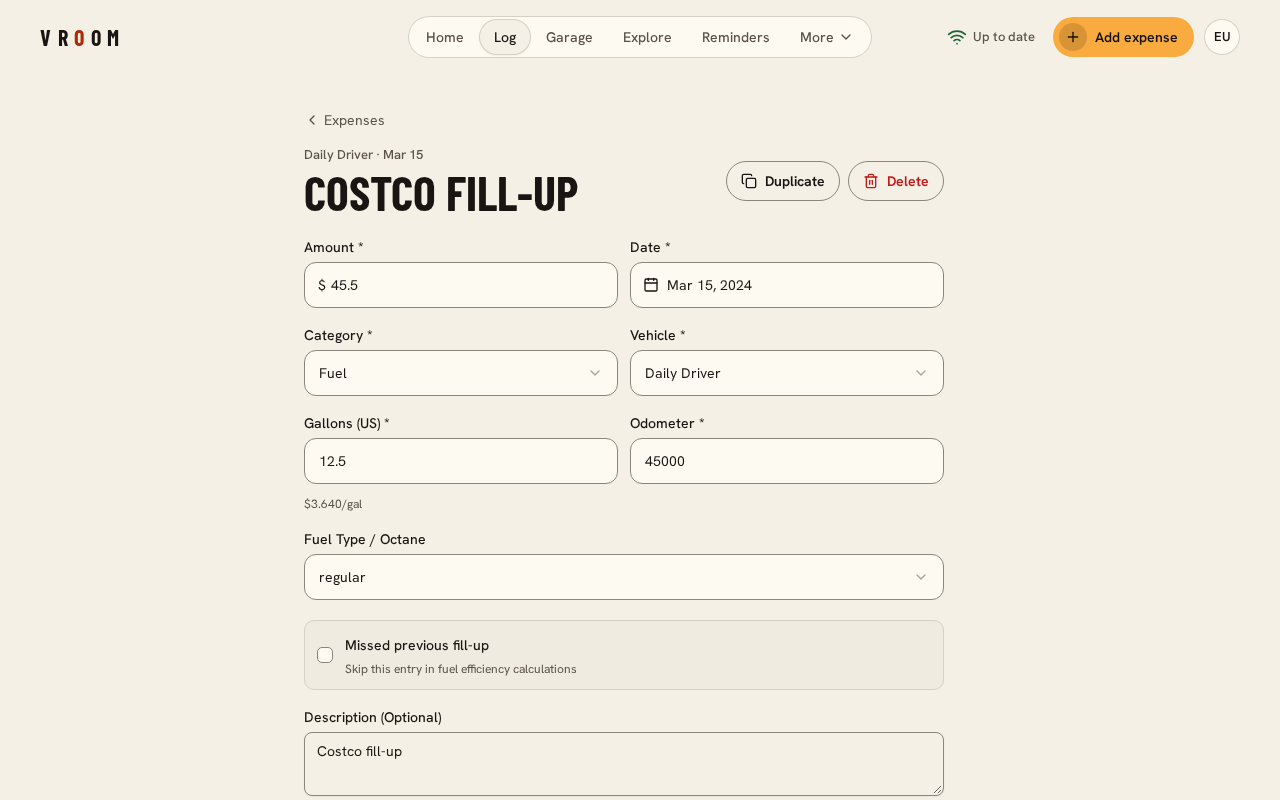 VROOM
Home
Log
Garage
Explore
Reminders
More
Up to date
Add expense
EU
Expenses
Daily Driver · Mar 15
COSTCO FILL-UP
Duplicate
Delete
Amount *
Date *
$ 45.5
Mar 15, 2024
Category *
Vehicle *
Fuel
Daily Driver
Gallons (US) *
Odometer *
12.5
45000
$3.640/gal
Fuel Type / Octane
regular
Missed previous fill-up
Skip this entry in fuel efficiency calculations
Description (Optional)
Costco fill-up